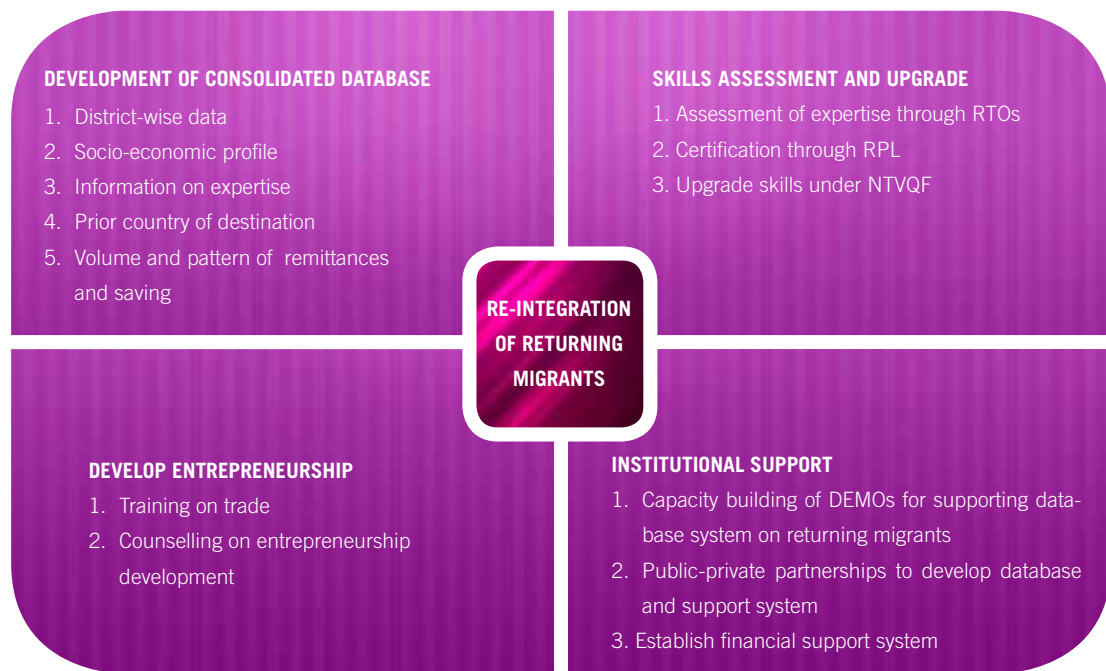 DEVELOPMENT OF CONSOLIDATED DATABASE
1. District-wise data
2. Socio-economic profile
3. Information on expertise
4. Prior country of destination
5. Volume and pattern of remittances
and saving
SKILLS ASSESSMENT AND UPGRADE
1. Assessment of expertise through RTOs
2. Certification through RPL
3. Upgrade skills under NTVQF
RE-INTEGRATION
OF RETURNING
MIGRANTS
DEVELOP ENTREPRENEURSHIP
1. Training on trade
2. Counselling on entrepreneurship
development
INSTITUTIONAL SUPPORT
1. Capacity building of DEMOs for supporting data-
base system on returning migrants
2. Public-private partnerships to develop database
and support system
3. Establish financial support system